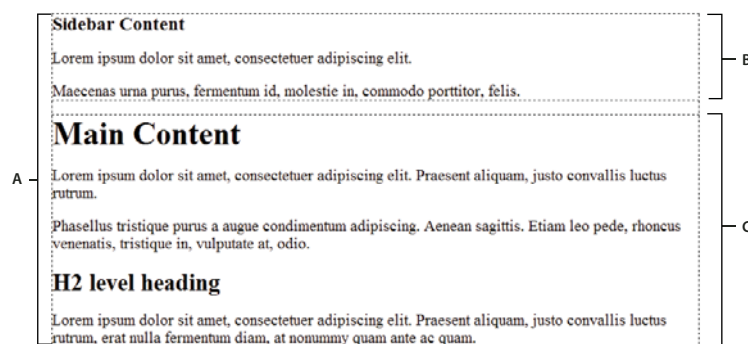 Sidebar Content
Lorem ipsum dolor sit amet, consectetuer adipiscing elit.
B
Maecenas urna purus, fermentum id, molestie in, commodo porttitor, felis.
Main Content
A
Lorem ipsum dolor sit amet, consectetuer adipiscing elit. Praesent aliquam, justo convallis luctus
rutrum.
Phasellus tristique purus a augue condimentum adipiscing. Aenean sagittis. Etiam leo pede, rhoncus
C
venenatis, tristique in, vulputate at, odio.
H2 level heading
Lorem ipsum dolor sit amet, consectetuer adipiscing elit. Praesent aliquam, justo convallis luctus
rutrum, erat nulla fermentum diam, at nonummy quam ante ac quam.